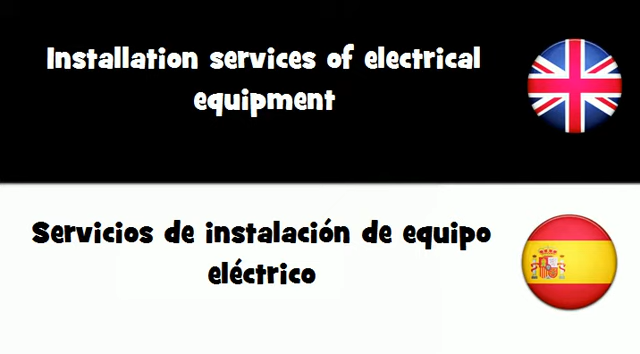 Installation services of electrical
equipment
Servicios de instalación de equipo
eléctrico